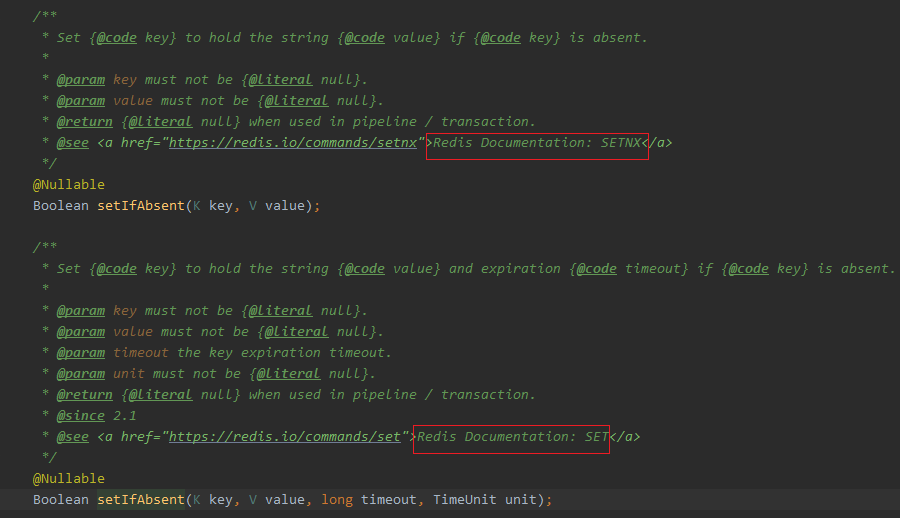 /**
 * Set {@code key} to hold the string {@code value} if {@code key} is absent.
 *
 * @param key must not be {@literal null}.
 * @param value must not be {@literal null}.
 * @return {@literal null} when used in pipeline / transaction.
 * @see <a href="https://redis.io/commands/setnx">Redis Documentation: SETNX</a>
 */
@Nullable
Boolean setIfAbsent(K key, V value);
/**
 * Set {@code key} to hold the string {@code value} and expiration {@code timeout} if {@code key} is absent.
 *
 * @param key must not be {@literal null}.
 * @param value must not be {@literal null}.
 * @param timeout the key expiration timeout.
 * @param unit must not be {@literal null}.
 * @return {@literal null} when used in pipeline / transaction.
 * @since 2.1
 * @see <a href="https://redis.io/commands/set">Redis Documentation: SET</a>
 */
@Nullable
Boolean setIfAbsent(K key, V value, long timeout, TimeUnit unit);